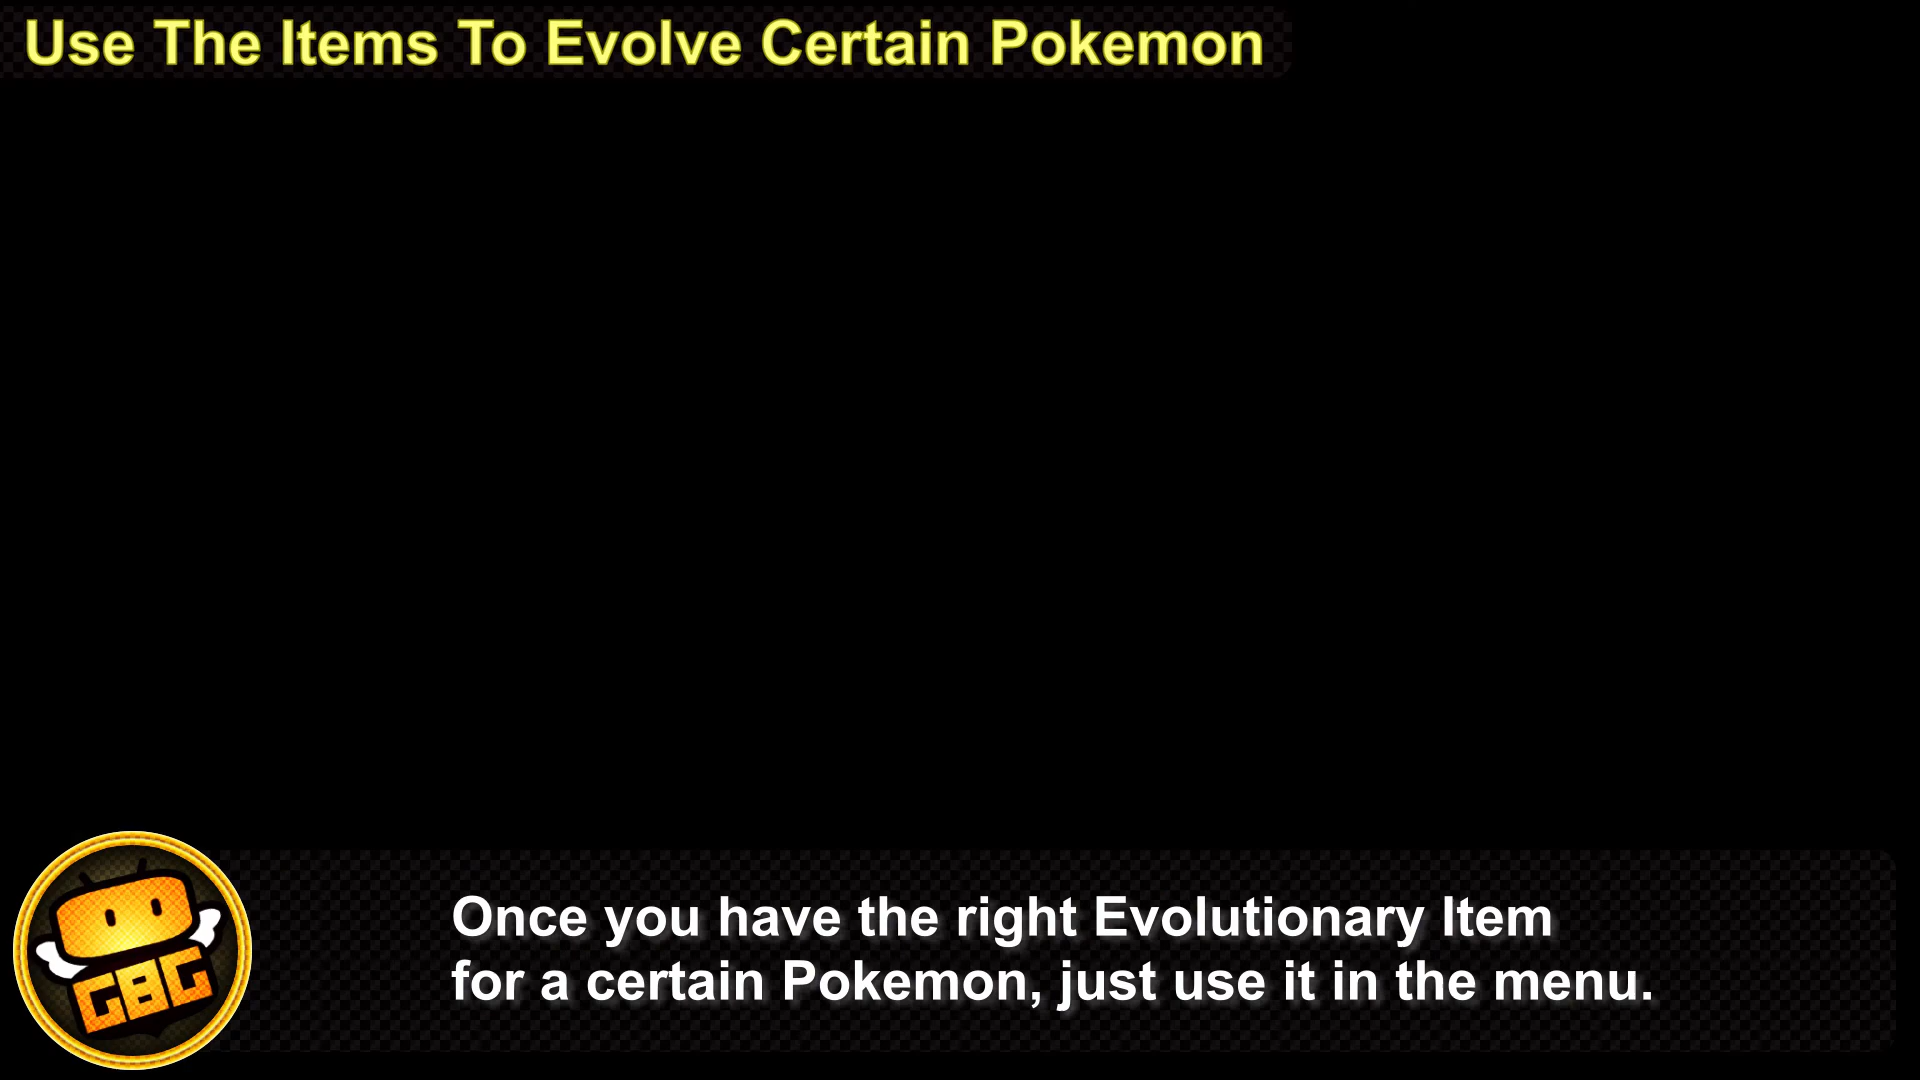 Use The Items To Evolve Certain Pokemon
Once you have the right Evolutionary Item
for a certain Pokemon, just use it in the menu.
GBG